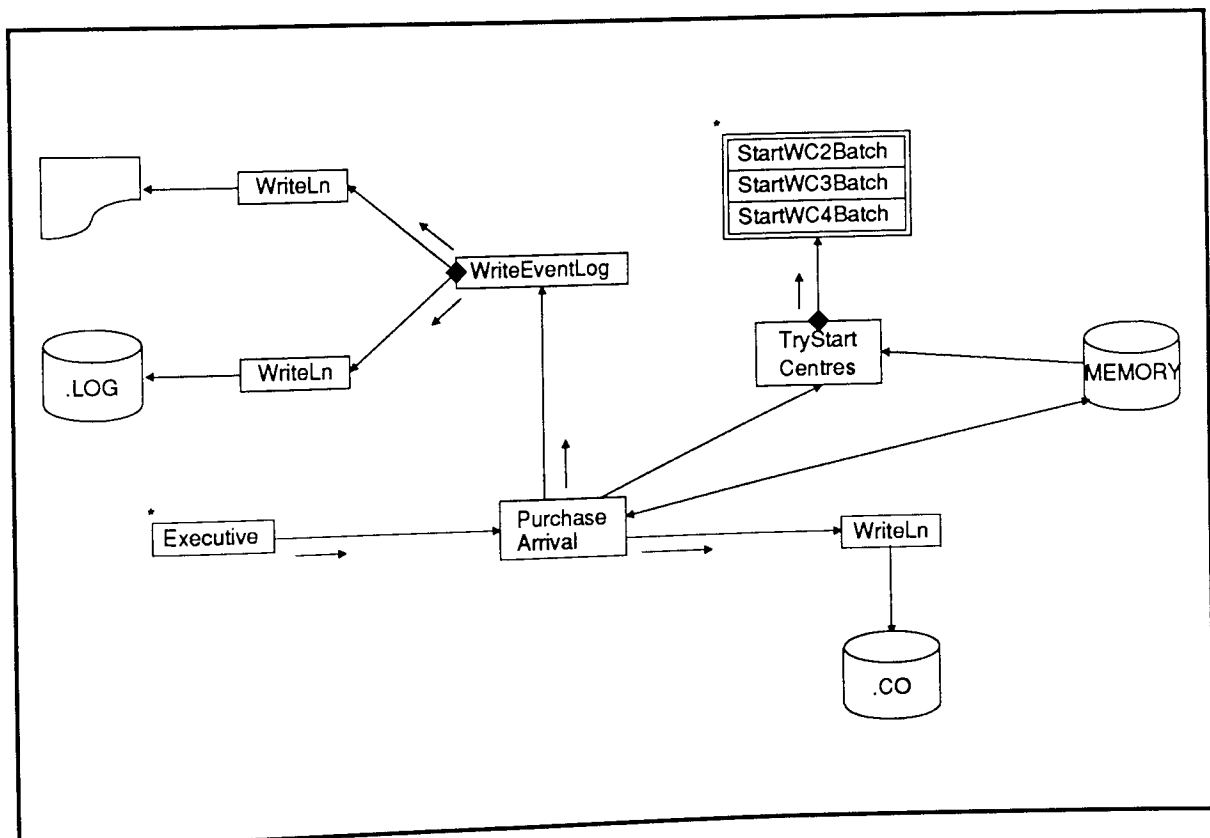 *
StartWC2Batch
StartWC3Batch
StartWC4Batch
WriteLn
WriteEventLog
TryStart
Centres
MEMORY
.LOG
WriteLn
*
Executive
Purchase
Arrival
WriteLn
.CO